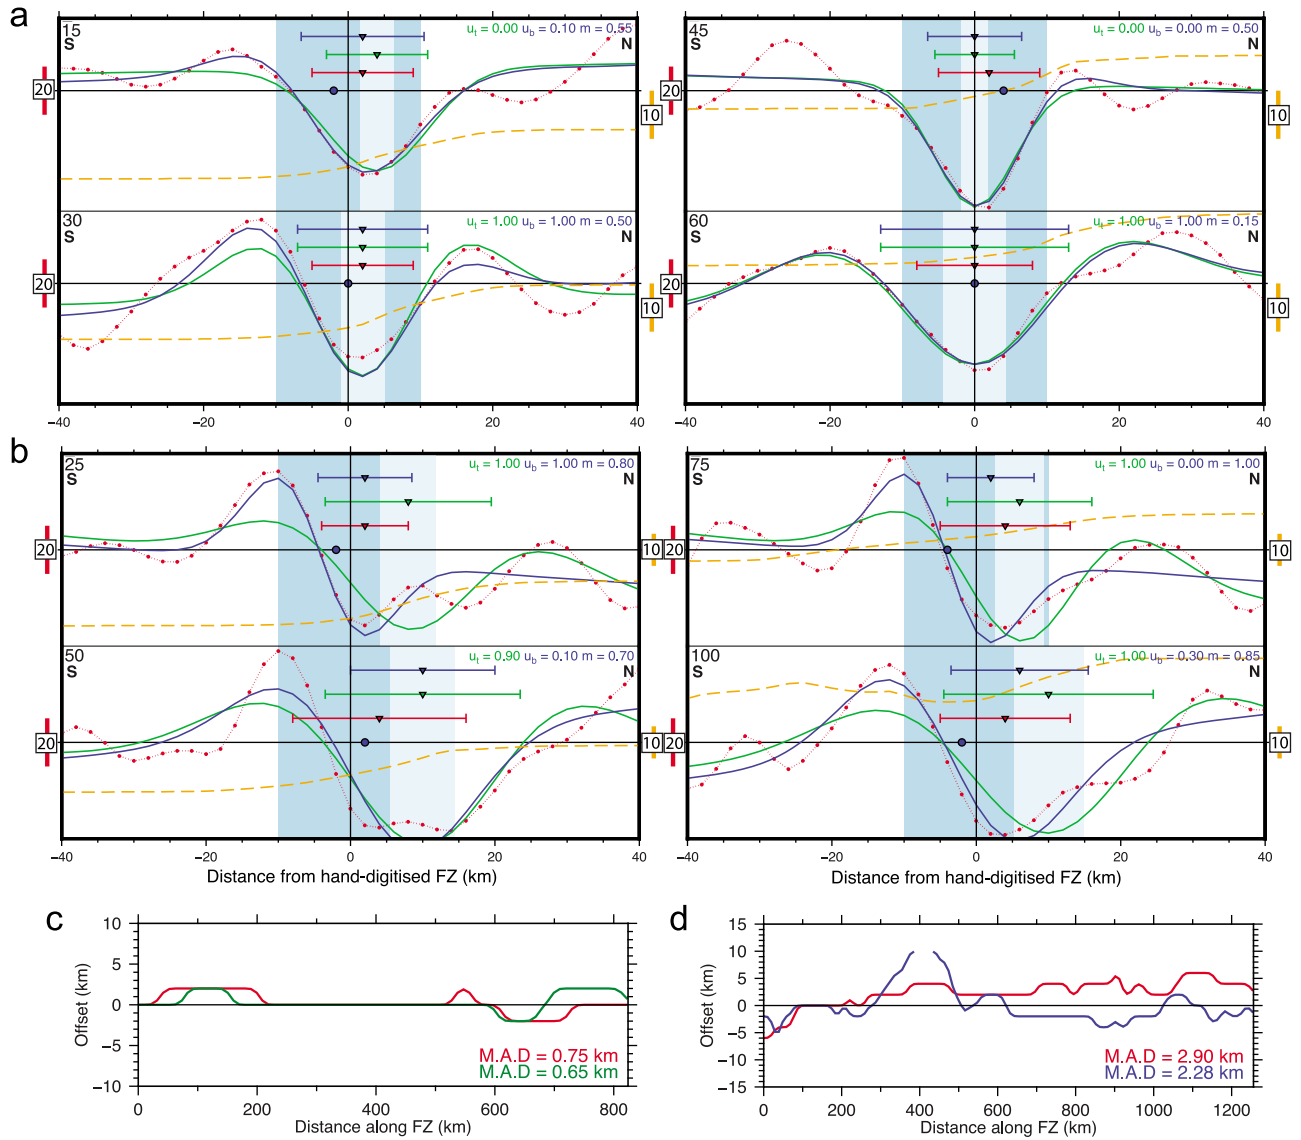 a
15
S
u_t = 0.00 u_b = 0.10 m = 0.55
N
20
10
30
S
u_t = 1.00 u_b = 1.00 m = 0.50
N
20
10
−40 −20 0 20 40
45
S
u_t = 0.00 u_b = 0.00 m = 0.50
N
20
10
60
S
u_t = 1.00 u_b = 1.00 m = 0.15
N
20
10
−40 −20 0 20 40
b
25
S
u_t = 1.00 u_b = 1.00 m = 0.80
N
20
10
50
S
u_t = 0.90 u_b = 0.10 m = 0.70
N
20
10
−40 −20 0 20 40
Distance from hand-digitised FZ (km)
75
S
u_t = 1.00 u_b = 0.00 m = 1.00
N
20
10
100
S
u_t = 1.00 u_b = 0.30 m = 0.85
N
20
10
−40 −20 0 20 40
Distance from hand-digitised FZ (km)
c
10
5
0
−5
−10
Offset (km)
M.A.D = 0.75 km
M.A.D = 0.65 km
0 200 400 600 800
Distance along FZ (km)
d
15
10
5
0
−5
−10
−15
Offset (km)
M.A.D = 2.90 km
M.A.D = 2.28 km
0 200 400 600 800 1000 1200
Distance along FZ (km)